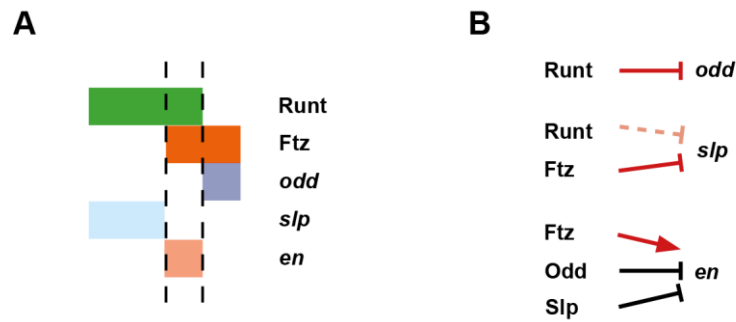 A
Runt
Ftz
odd
slp
en
B
Runt odd
Runt
slp
Ftz
Ftz
Odd en
Slp